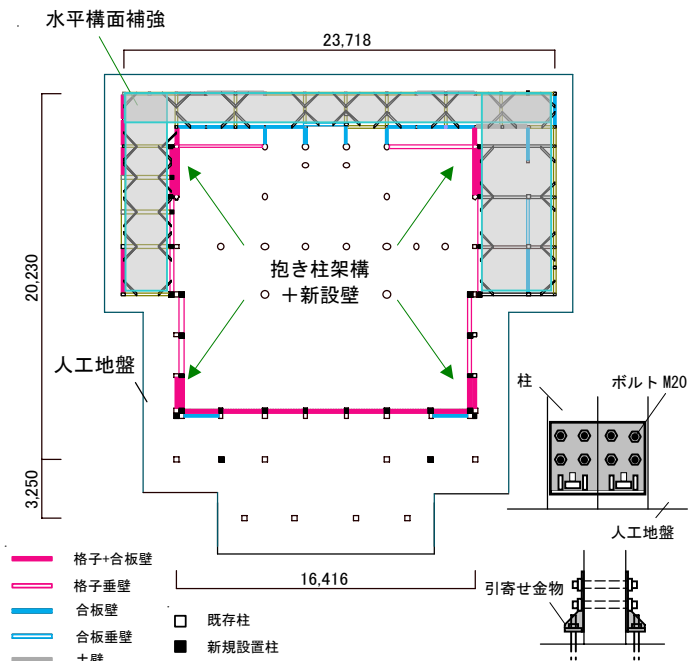 水平構面補強
23,718
20,230
抱き柱架構
＋新設壁
人工地盤
柱
ボルト M20
3,250
人工地盤
16,416
引寄せ金物
格子+合板壁
格子垂壁
合板壁
合板垂壁
土壁
既存柱
新規設置柱